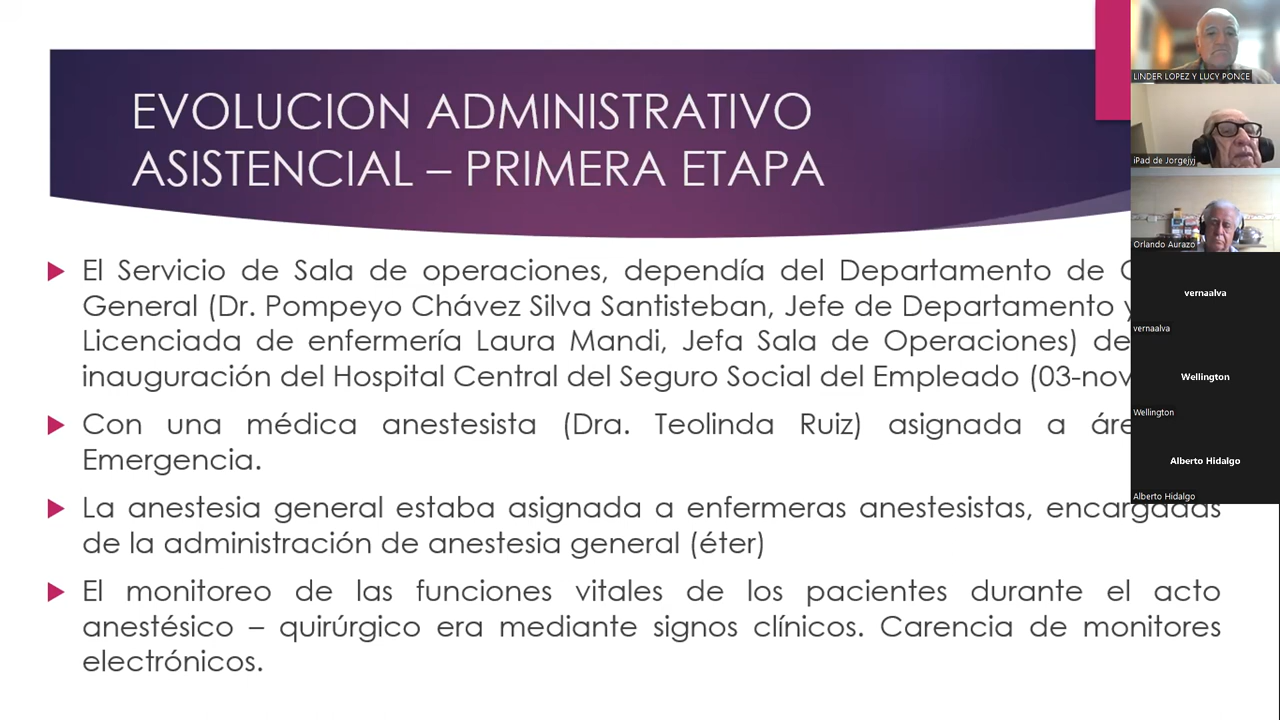 EVOLUCION ADMINISTRATIVO
ASISTENCIAL – PRIMERA ETAPA
El Servicio de Sala de operaciones, dependía del Departamento de
General (Dr. Pompeyo Chávez Silva Santisteban, Jefe de Departamento y
Licenciada de enfermería Laura Mandi, Jefa Sala de Operaciones)
inauguración del Hospital Central del Seguro Social del Empleado (03-nov
Con una médica anestesista (Dra. Teolinda Ruiz) asignada a
Emergencia.
La anestesia general estaba asignada a enfermeras anestesistas, encargadas
de la administración de anestesia general (éter)
El monitoreo de las funciones vitales de los pacientes durante el acto
anestésico – quirúrgico era mediante signos clínicos. Carencia de monitores
electrónicos.
LINDER LOPEZ Y LUCY PONCE
iPad de Jorgejyj
Orlando Aurazo
vernaalva
vernaalva
Wellington
Wellington
Alberto Hidalgo
Alberto Hidalgo